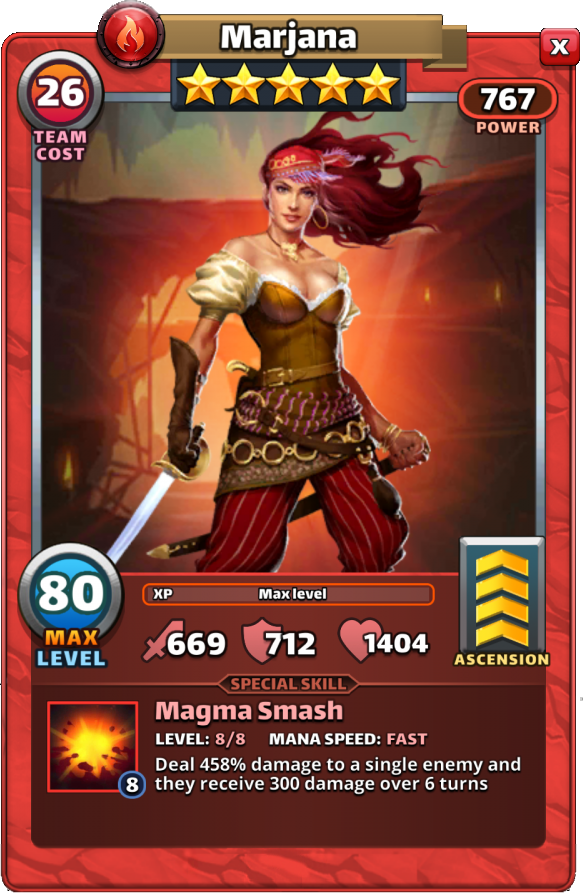 Marjana
X
26
TEAM
COST
767
POWER
80
MAX
LEVEL
XP Max level
669 712 1404
ASCENSION
SPECIAL SKILL
Magma Smash
LEVEL: 8/8 MANA SPEED: FAST
Deal 458% damage to a single enemy and
they receive 300 damage over 6 turns
8